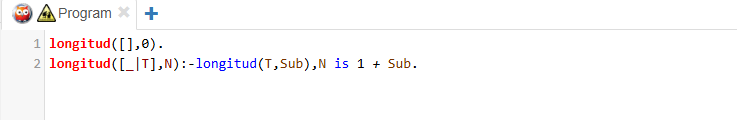 Program
1 longitud([],0).
2 longitud([_|T],N):-longitud(T,Sub),N is 1 + Sub.